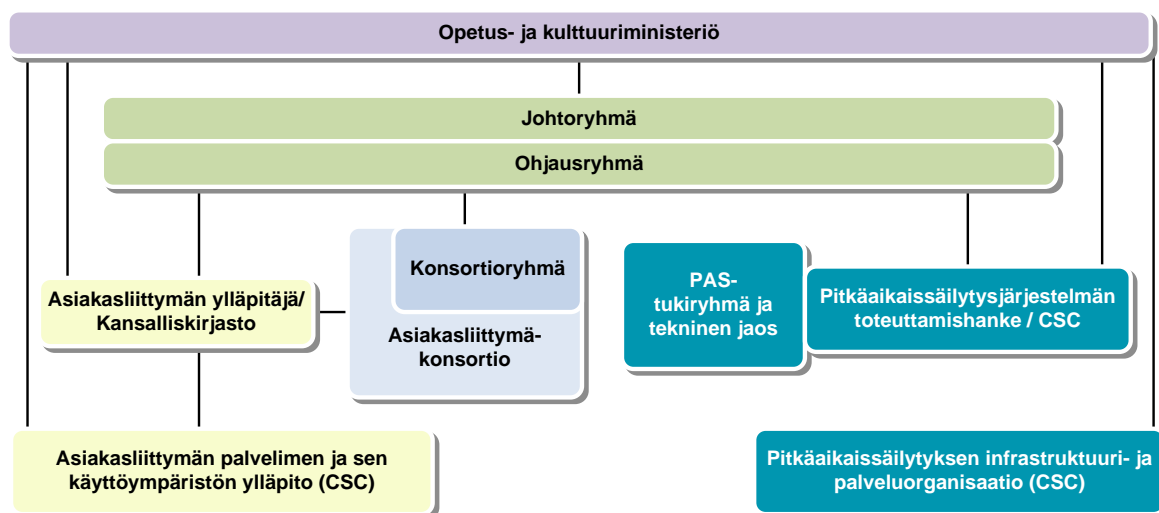 Opetus- ja kulttuuriministeriö
Johtoryhmä
Ohjausryhmä
Konsortioryhmä
Asiakasliittymä-
konsortio
Asiakasliittymän ylläpitäjä/
Kansalliskirjasto
PAS-
tukiryhmä ja
tekninen jaos
Pitkäaikaissäilytysjärjestelmän
toteuttamishanke / CSC
Asiakasliittymän palvelimen ja sen
käyttöympäristön ylläpito (CSC)
Pitkäaikaissäilytyksen infrastruktuuri- ja
palveluorganisaatio (CSC)